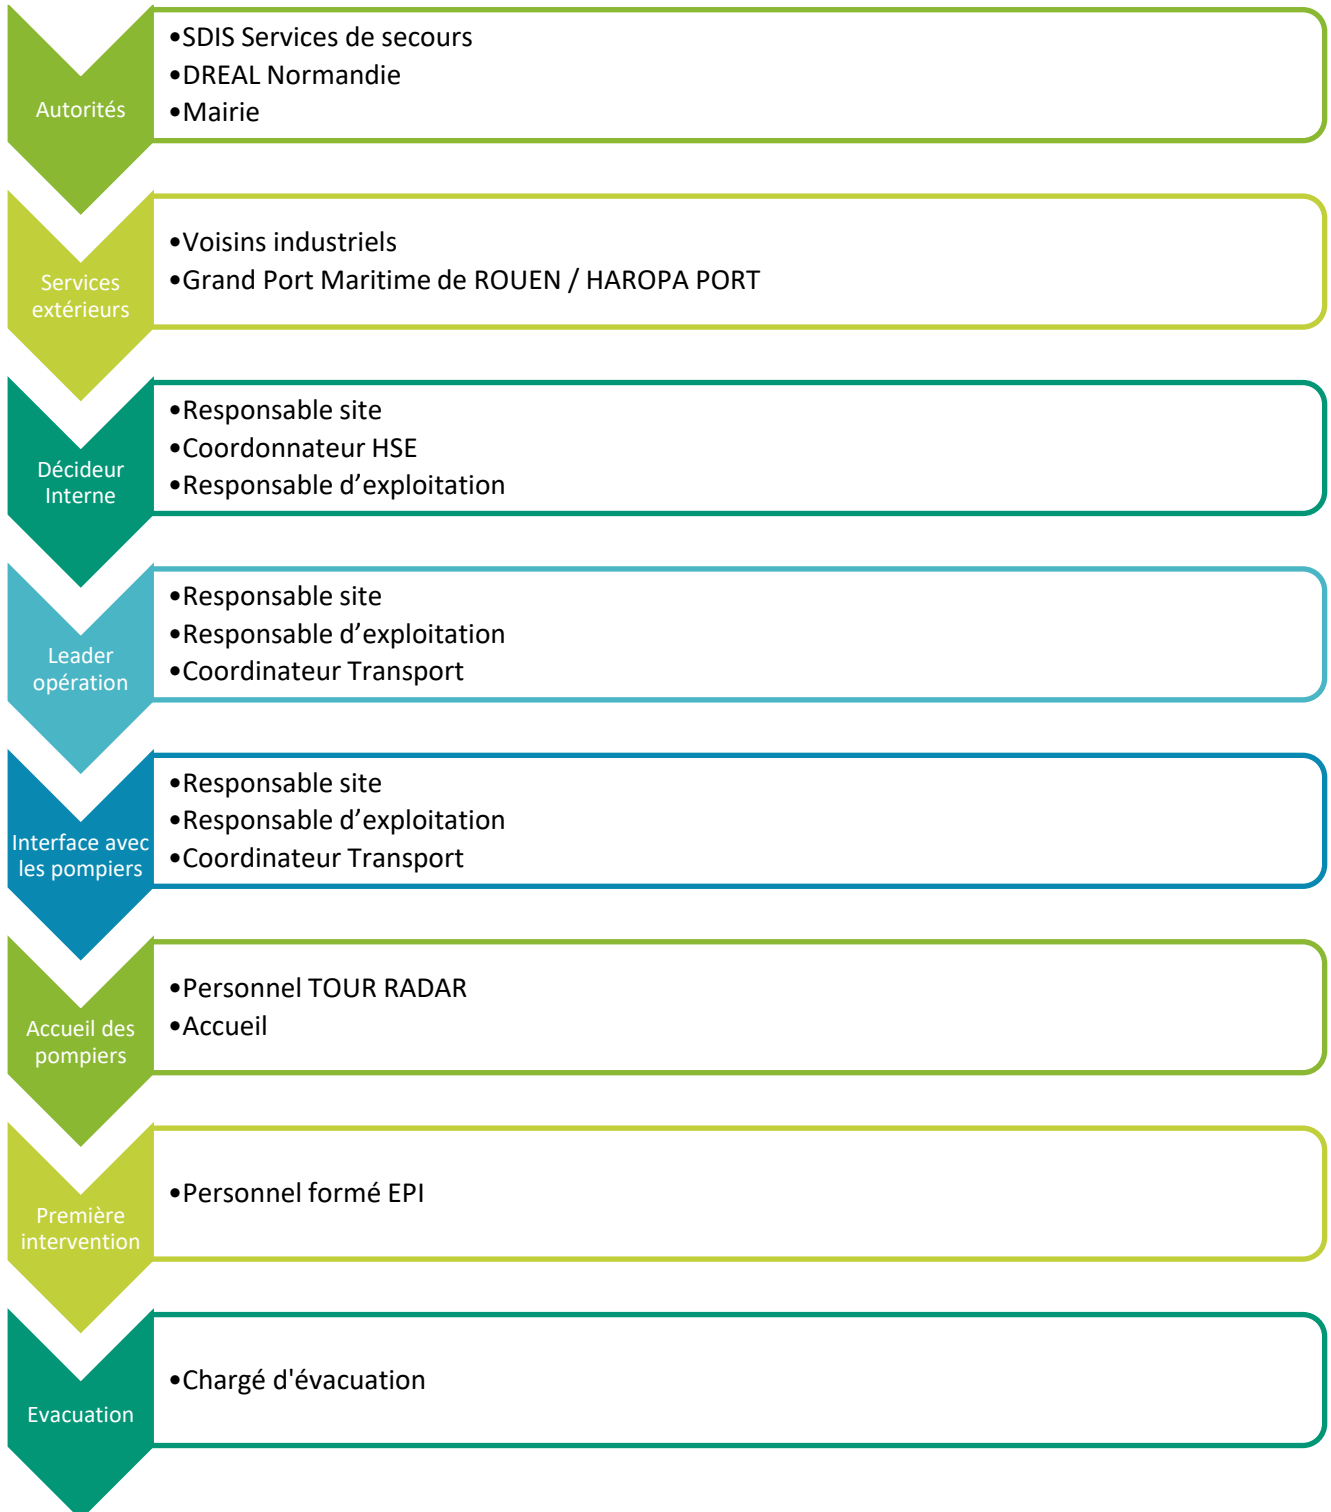 Autorités
•SDIS Services de secours
•DREAL Normandie
•Mairie
Services
extérieurs
•Voisins industriels
•Grand Port Maritime de ROUEN / HAROPA PORT
Décideur
Interne
•Responsable site
•Coordonnateur HSE
•Responsable d’exploitation
Leader
opération
•Responsable site
•Responsable d’exploitation
•Coordinateur Transport
Interface avec
les pompiers
•Responsable site
•Responsable d’exploitation
•Coordinateur Transport
Accueil des
pompiers
•Personnel TOUR RADAR
•Accueil
Première
intervention
•Personnel formé EPI
Evacuation
•Chargé d'évacuation